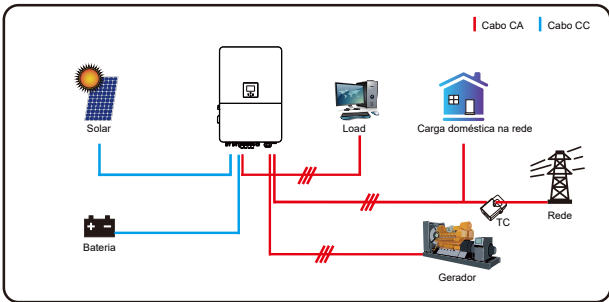 Cabo CA
Cabo CC
Solar
Load
Carga doméstica na rede
TC
Rede
Bateria
Gerador